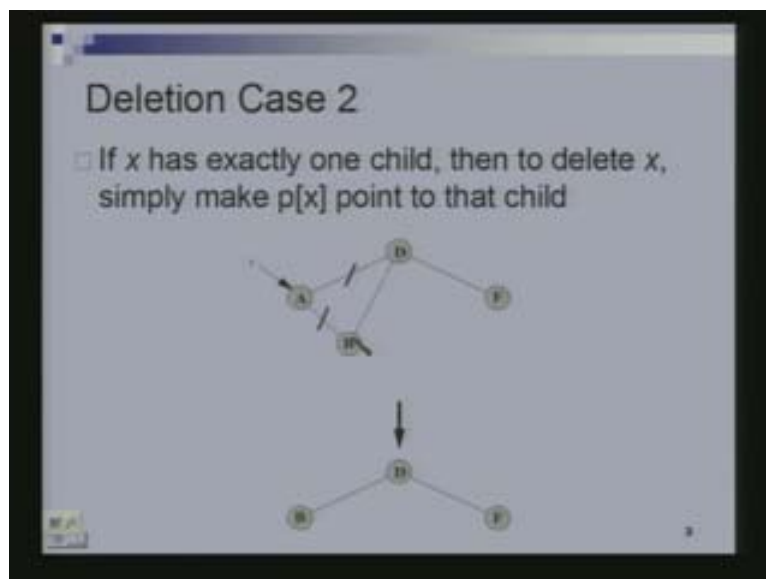 Deletion Case 2
If x has exactly one child, then to delete x,
simply make p[x] point to that child
D
A
F
B
D
B
F